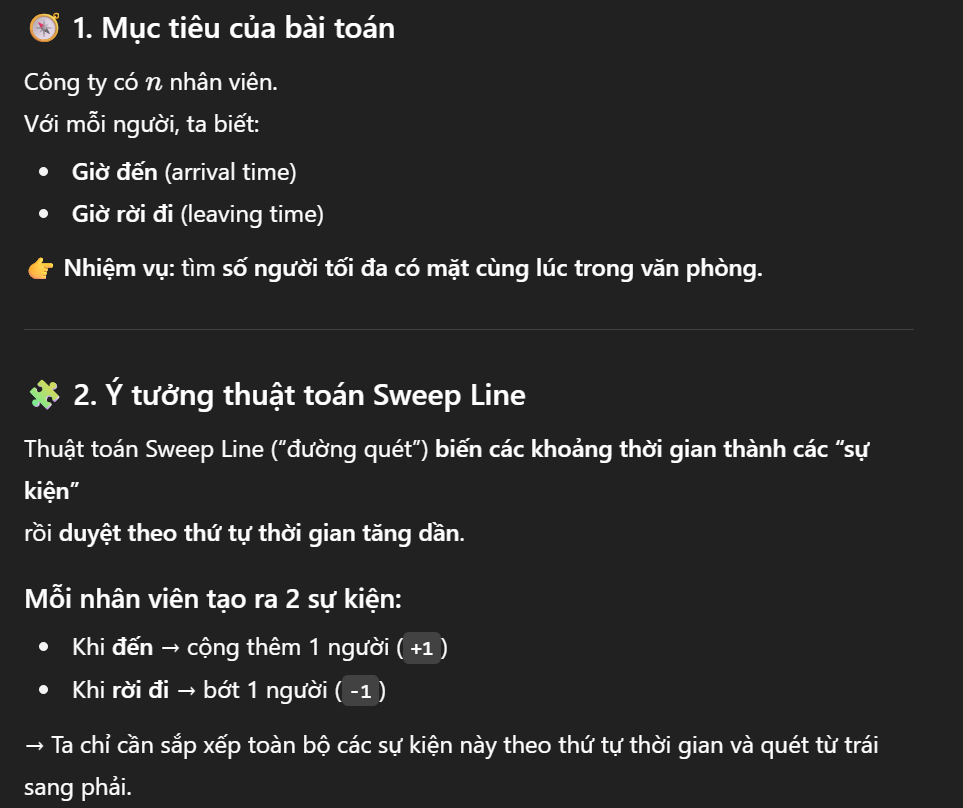 🧭 1. Mục tiêu của bài toán
Công ty có n nhân viên.
Với mỗi người, ta biết:
• Giờ đến (arrival time)
• Giờ rời đi (leaving time)
👉 Nhiệm vụ: tìm số người tối đa có mặt cùng lúc trong văn phòng.
🧩 2. Ý tưởng thuật toán Sweep Line
Thuật toán Sweep Line (“đường quét”) biến các khoảng thời gian thành các “sự
kiện”
rồi duyệt theo thứ tự thời gian tăng dần.
Mỗi nhân viên tạo ra 2 sự kiện:
• Khi đến → cộng thêm 1 người (+1)
• Khi rời đi → bớt 1 người (-1)
→ Ta chỉ cần sắp xếp toàn bộ các sự kiện này theo thứ tự thời gian và quét từ trái
sang phải.